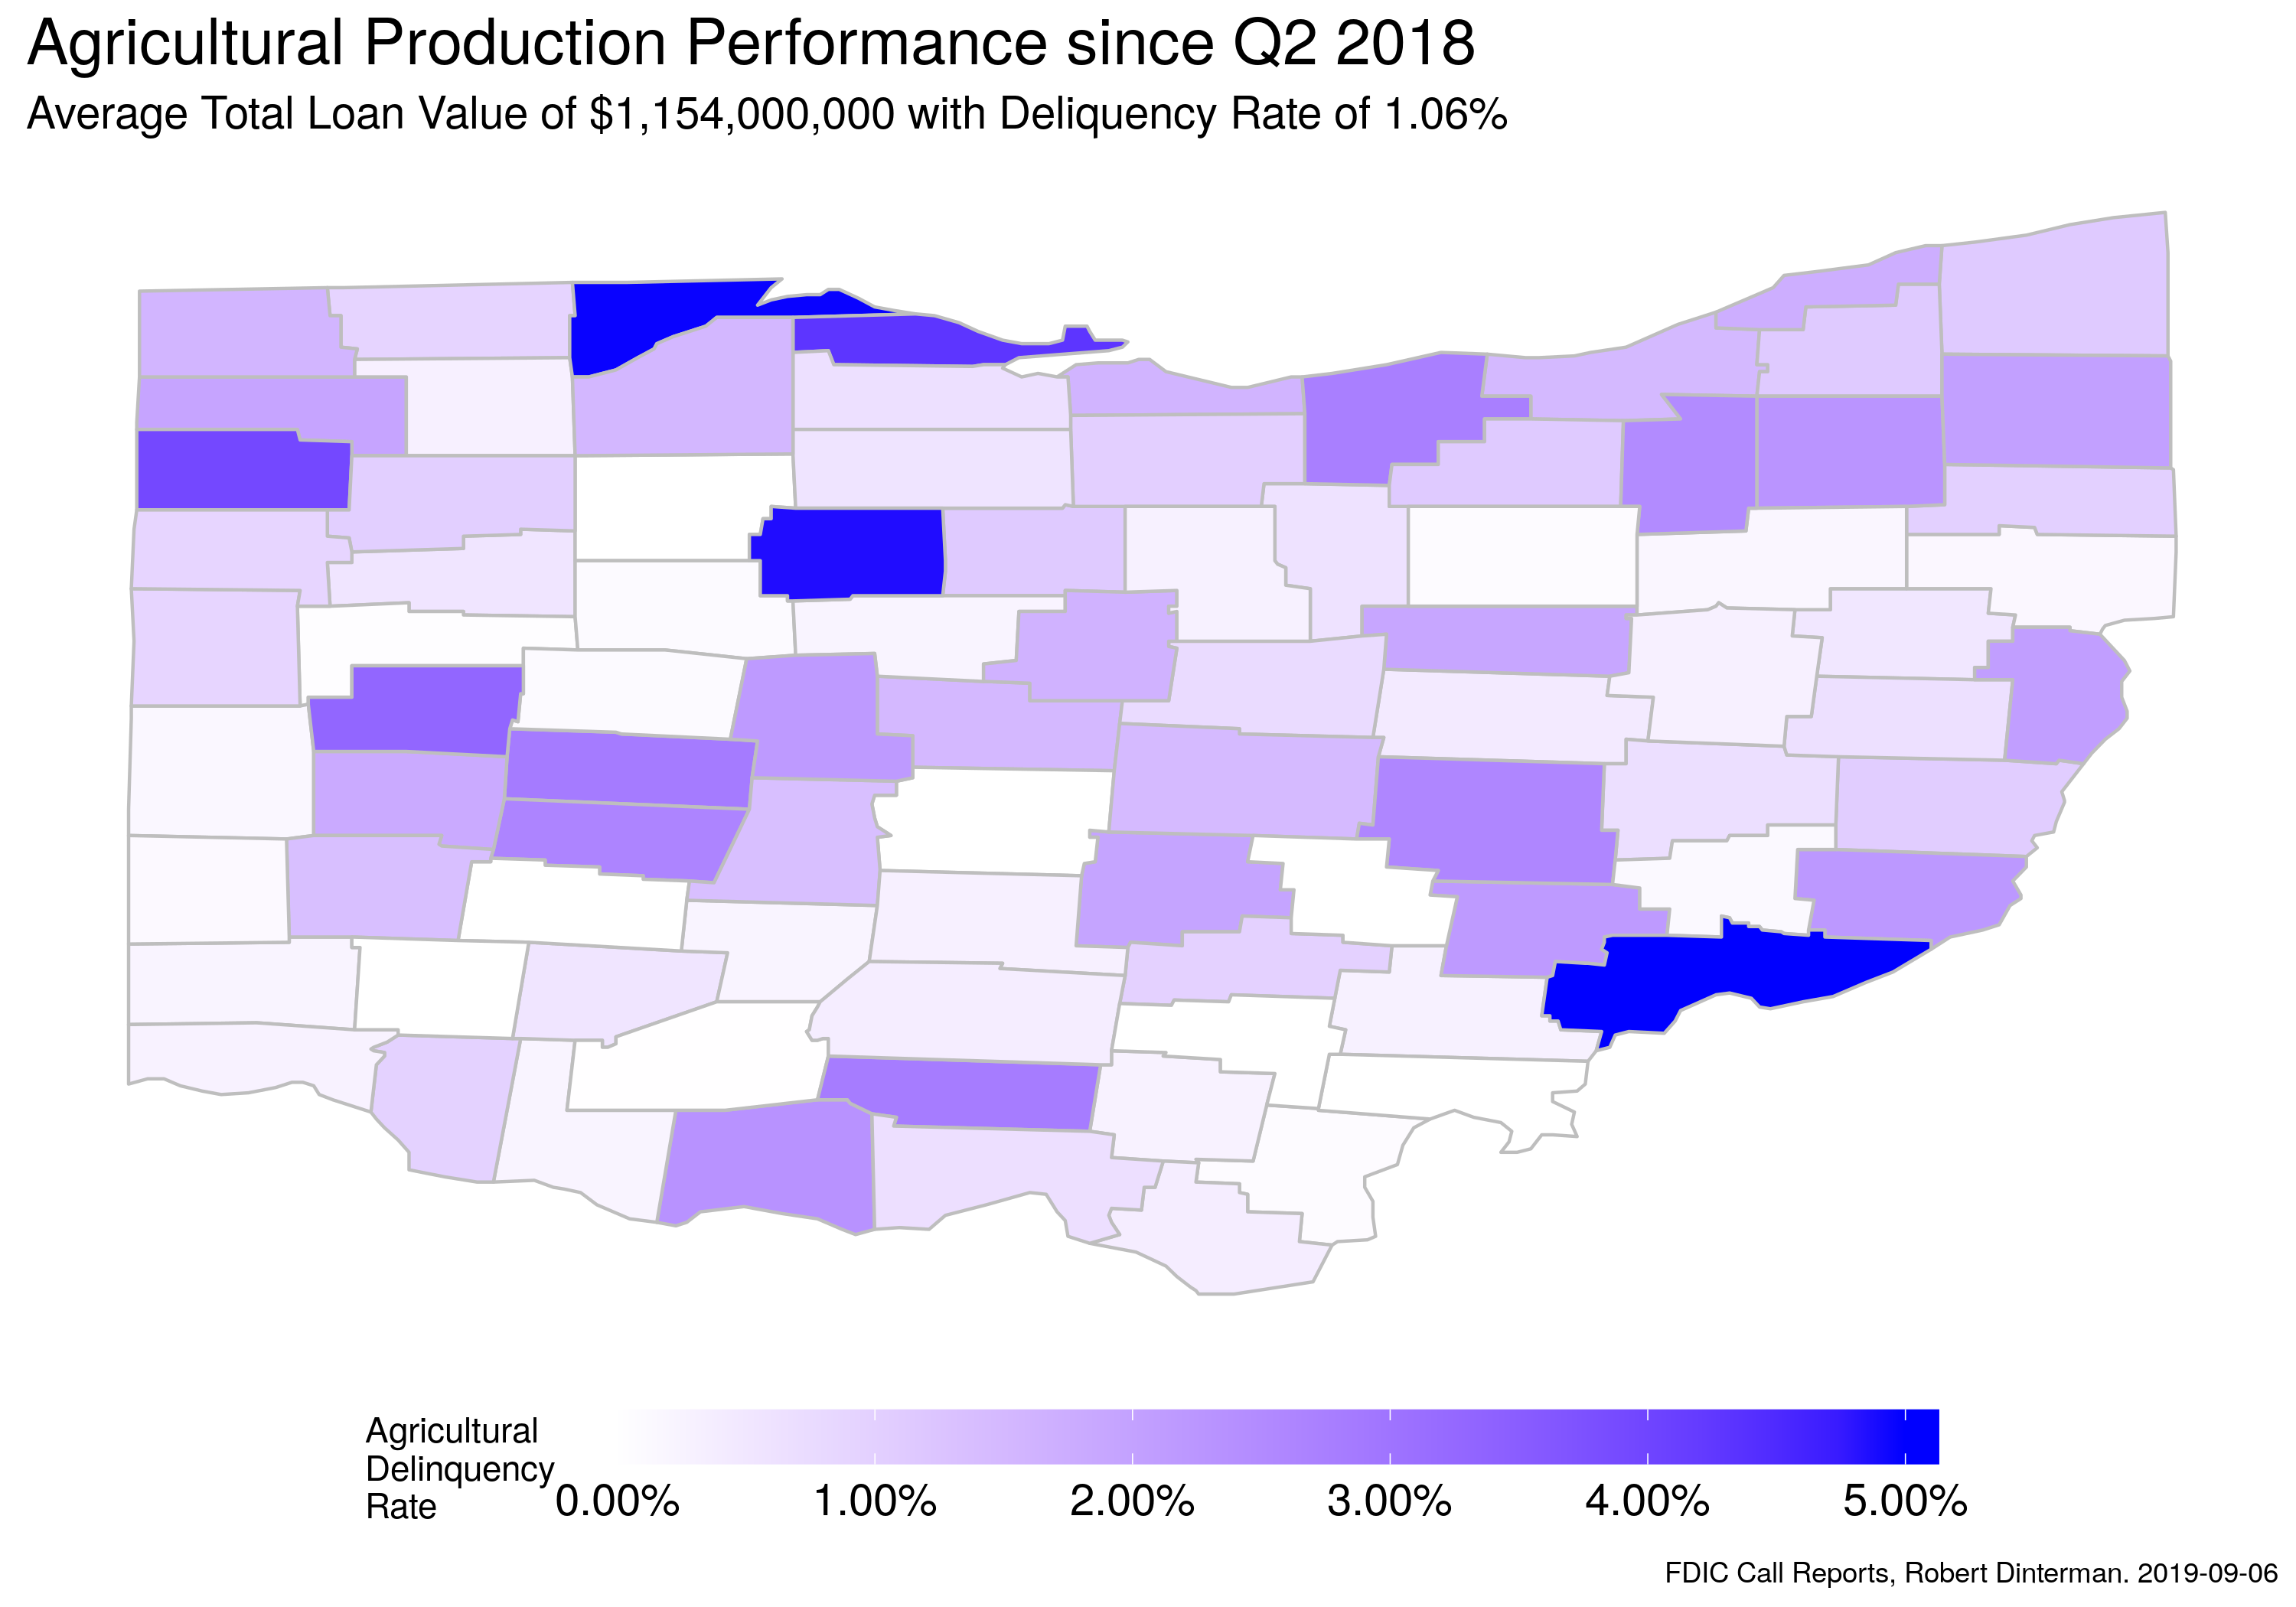 Agricultural Production Performance since Q2 2018
Average Total Loan Value of $1,154,000,000 with Deliquency Rate of 1.06%
Agricultural
Delinquency
Rate
0.00% 1.00% 2.00% 3.00% 4.00% 5.00%
FDIC Call Reports, Robert Dinterman. 2019-09-06